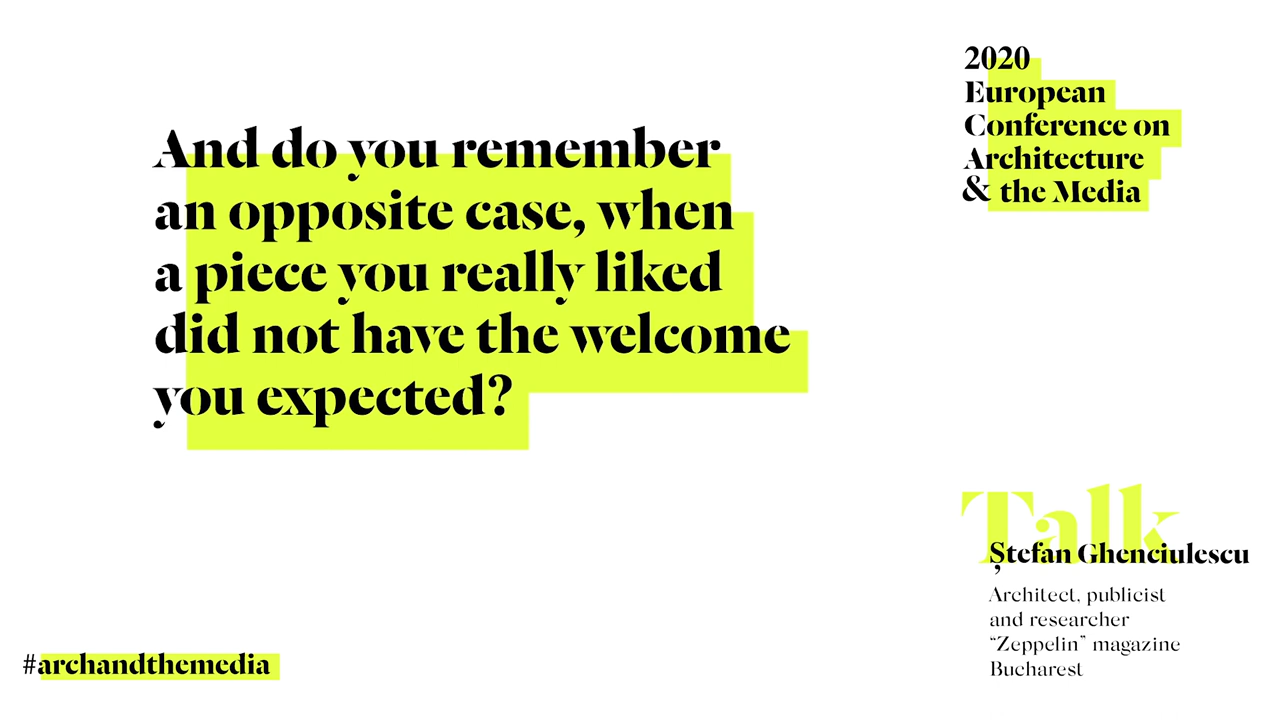 And do you remember
an opposite case, when
a piece you really liked
did not have the welcome
you expected?
2020
European
Conference on
Architecture
& the Media
Talk
Ștefan Ghenciulescu
Architect, publicist
and researcher
“Zeppelin” magazine
Bucharest
#archandthemedia